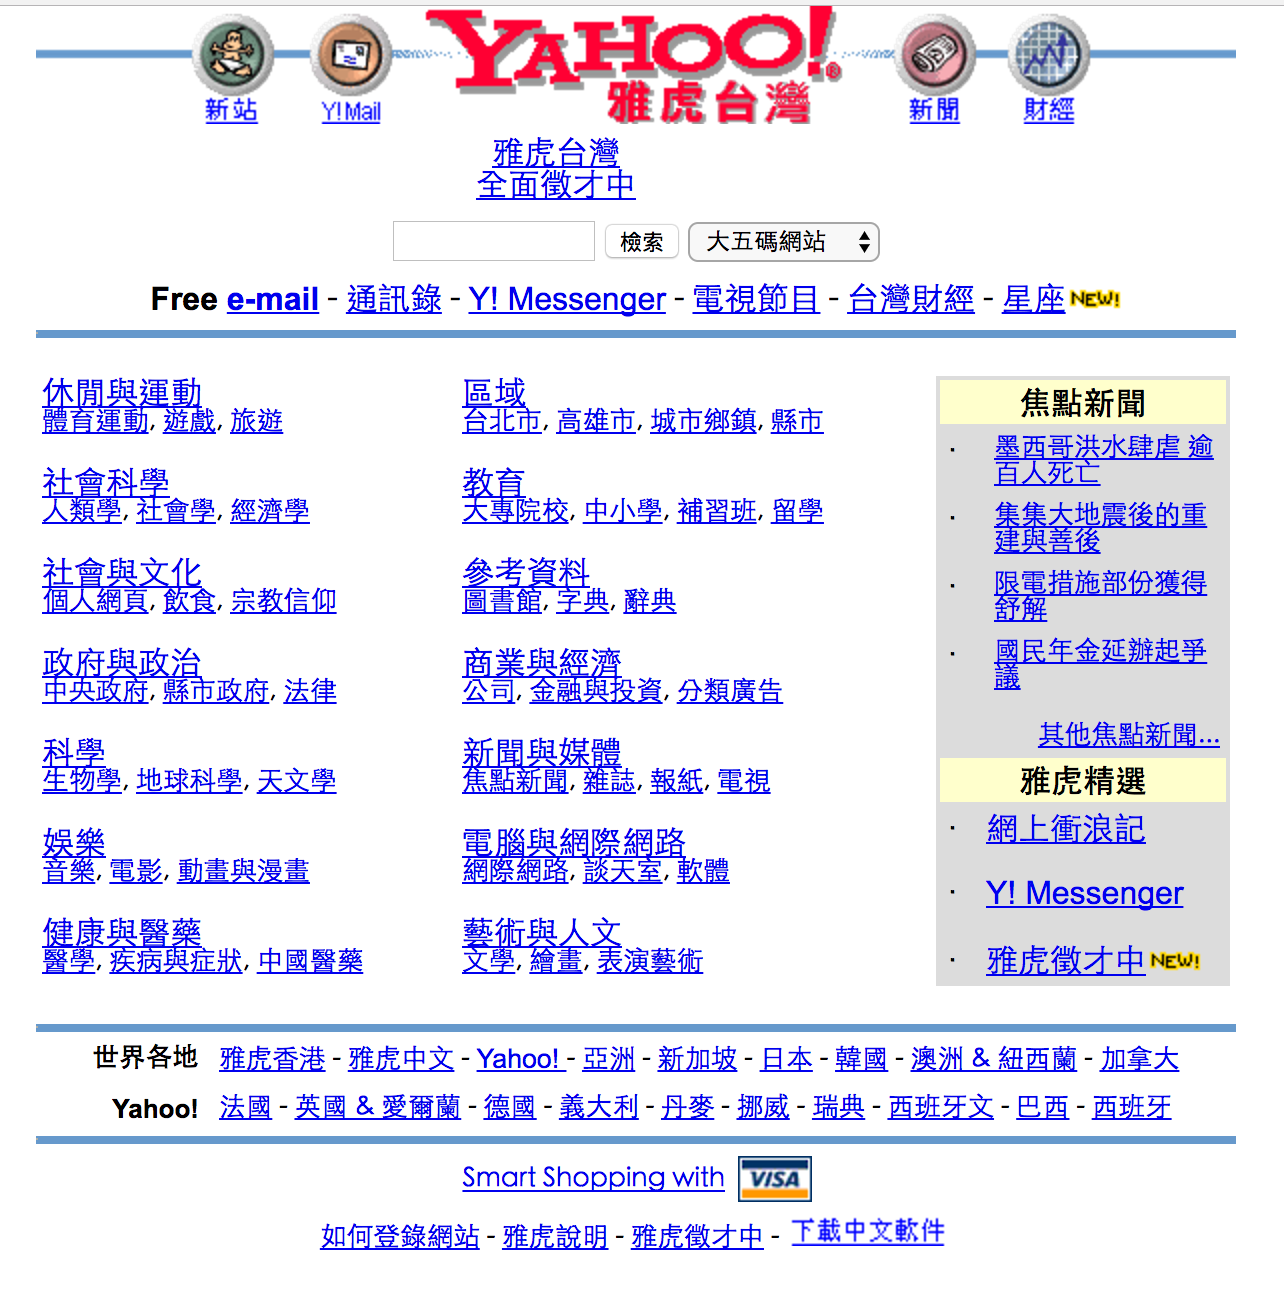 YAHOO!®
雅虎台灣
新站
Y!Mail
新聞
財經
雅虎台灣
全面徵才中
檢索
大五碼網站
Free e-mail - 通訊錄 - Y! Messenger - 電視節目 - 台灣財經 - 星座 NEW!
休閒與運動
體育運動, 遊戲, 旅遊
社會科學
人類學, 社會學, 經濟學
社會與文化
個人網頁, 飲食, 宗教信仰
政府與政治
中央政府, 縣市政府, 法律
科學
生物學, 地球科學, 天文學
娛樂
音樂, 電影, 動畫與漫畫
健康與醫藥
醫學, 疾病與症狀, 中國醫藥
區域
台北市, 高雄市, 城市鄉鎮, 縣市
教育
大專院校, 中小學, 補習班, 留學
參考資料
圖書館, 字典, 辭典
商業與經濟
公司, 金融與投資, 分類廣告
新聞與媒體
焦點新聞, 雜誌, 報紙, 電視
電腦與網際網路
網際網路, 談天室, 軟體
藝術與人文
文學, 繪畫, 表演藝術
焦點新聞
· 墨西哥洪水肆虐 逾
百人死亡
· 集集大地震後的重
建與善後
· 限電措施部份獲得
舒解
· 國民年金延辦起爭
議
其他焦點新聞...
雅虎精選
· 網上衝浪記
· Y! Messenger
· 雅虎徵才中 NEW!
世界各地 雅虎香港 - 雅虎中文 - Yahoo! - 亞洲 - 新加坡 - 日本 - 韓國 - 澳洲 & 紐西蘭 - 加拿大
Yahoo! 法國 - 英國 & 愛爾蘭 - 德國 - 義大利 - 丹麥 - 挪威 - 瑞典 - 西班牙文 - 巴西 - 西班牙
Smart Shopping with VISA
如何登錄網站 - 雅虎說明 - 雅虎徵才中 - 下載中文軟件